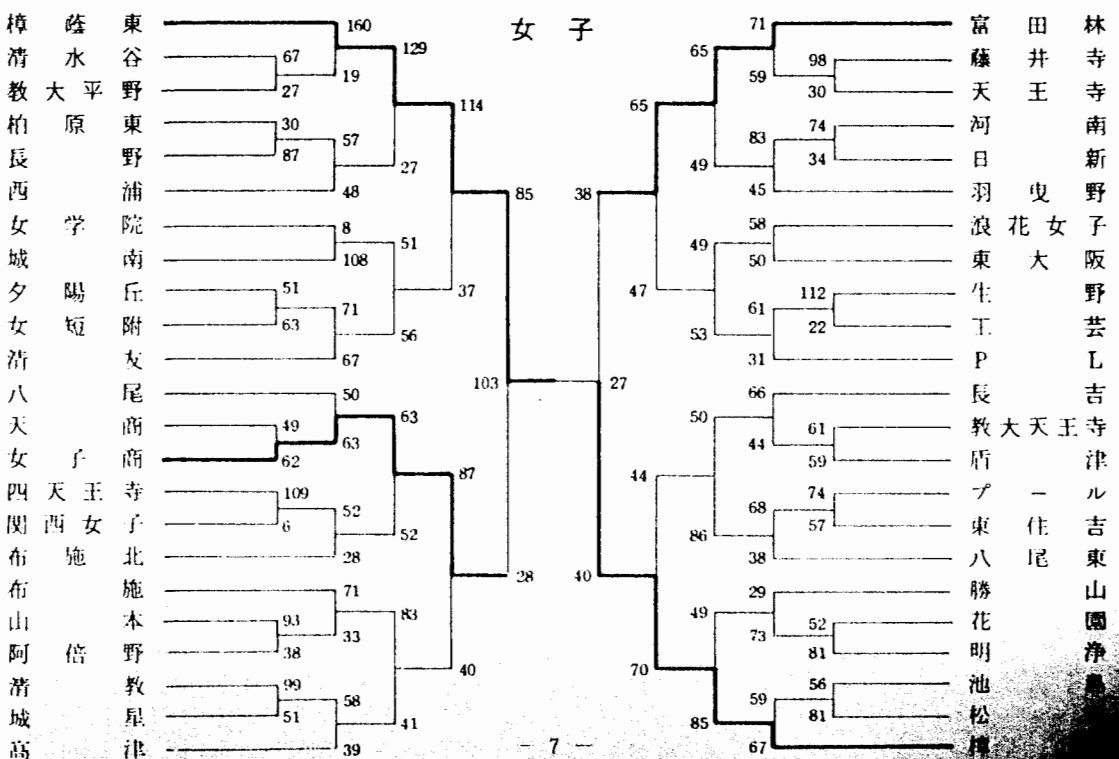 女子
樟蔭東
清水谷
教大平野
柏原東
長野
西浦
女学院
城南
夕陽丘
女短附
清友
八尾
天商
女子商
四天王寺
関西女子
布施北
布施
山本
阿倍野
清教
城星
高津
160
67
27
19
129
30
87
57
48
27
114
8
108
51
63
71
67
51
56
37
85
50
49
62
63
63
109
6
52
28
52
87
71
93
38
33
83
99
51
58
39
41
40
28
103
富田林
藤井寺
天王寺
河南
日新
羽曳野
浪花女子
東大阪
生野
工芸
PL
長吉
教大天王寺
盾津
プール
東住吉
八尾東
勝山
花園
明浄
池島
松
樟
71
98
30
59
65
74
34
83
45
49
65
58
50
49
112
22
61
31
53
47
38
66
61
59
44
50
74
57
68
38
86
44
29
52
81
73
49
56
81
59
67
85
70
40
27
- 7 -